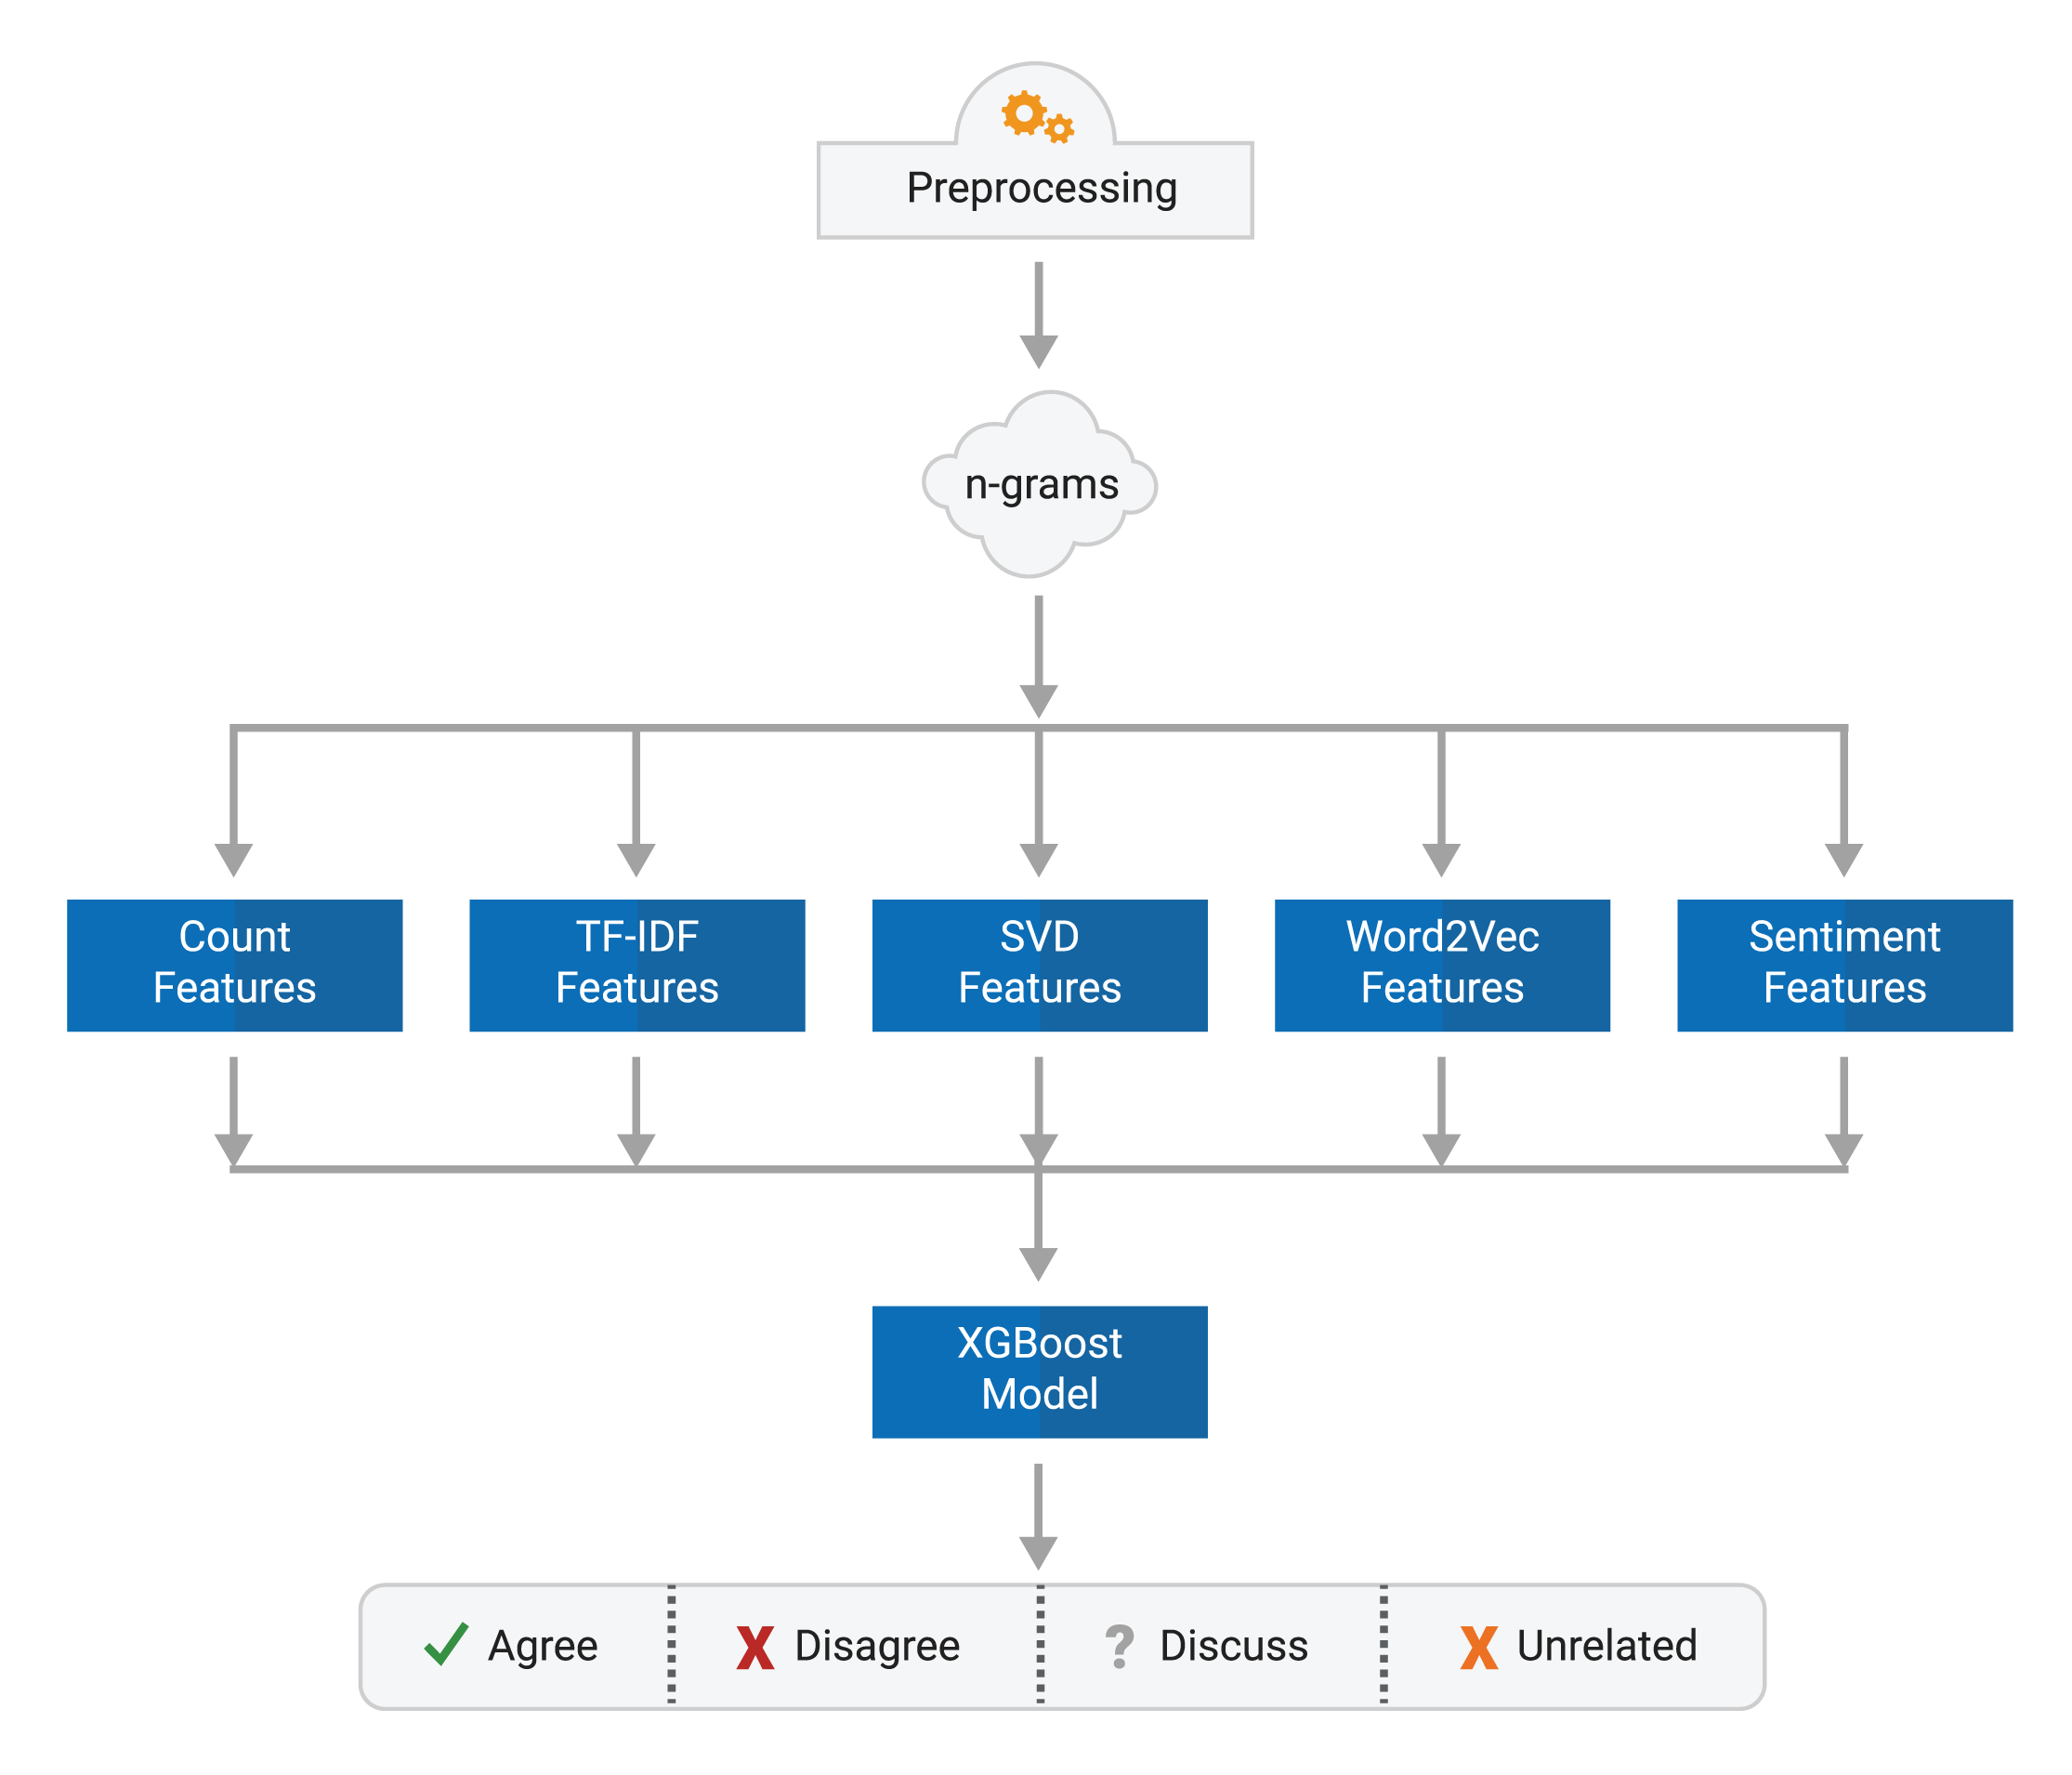 Preprocessing
n-grams
Count
Features
TF-IDF
Features
SVD
Features
Word2Vec
Features
Sentiment
Features
XGBoost
Model
Agree
Disagree
? Discuss
Unrelated